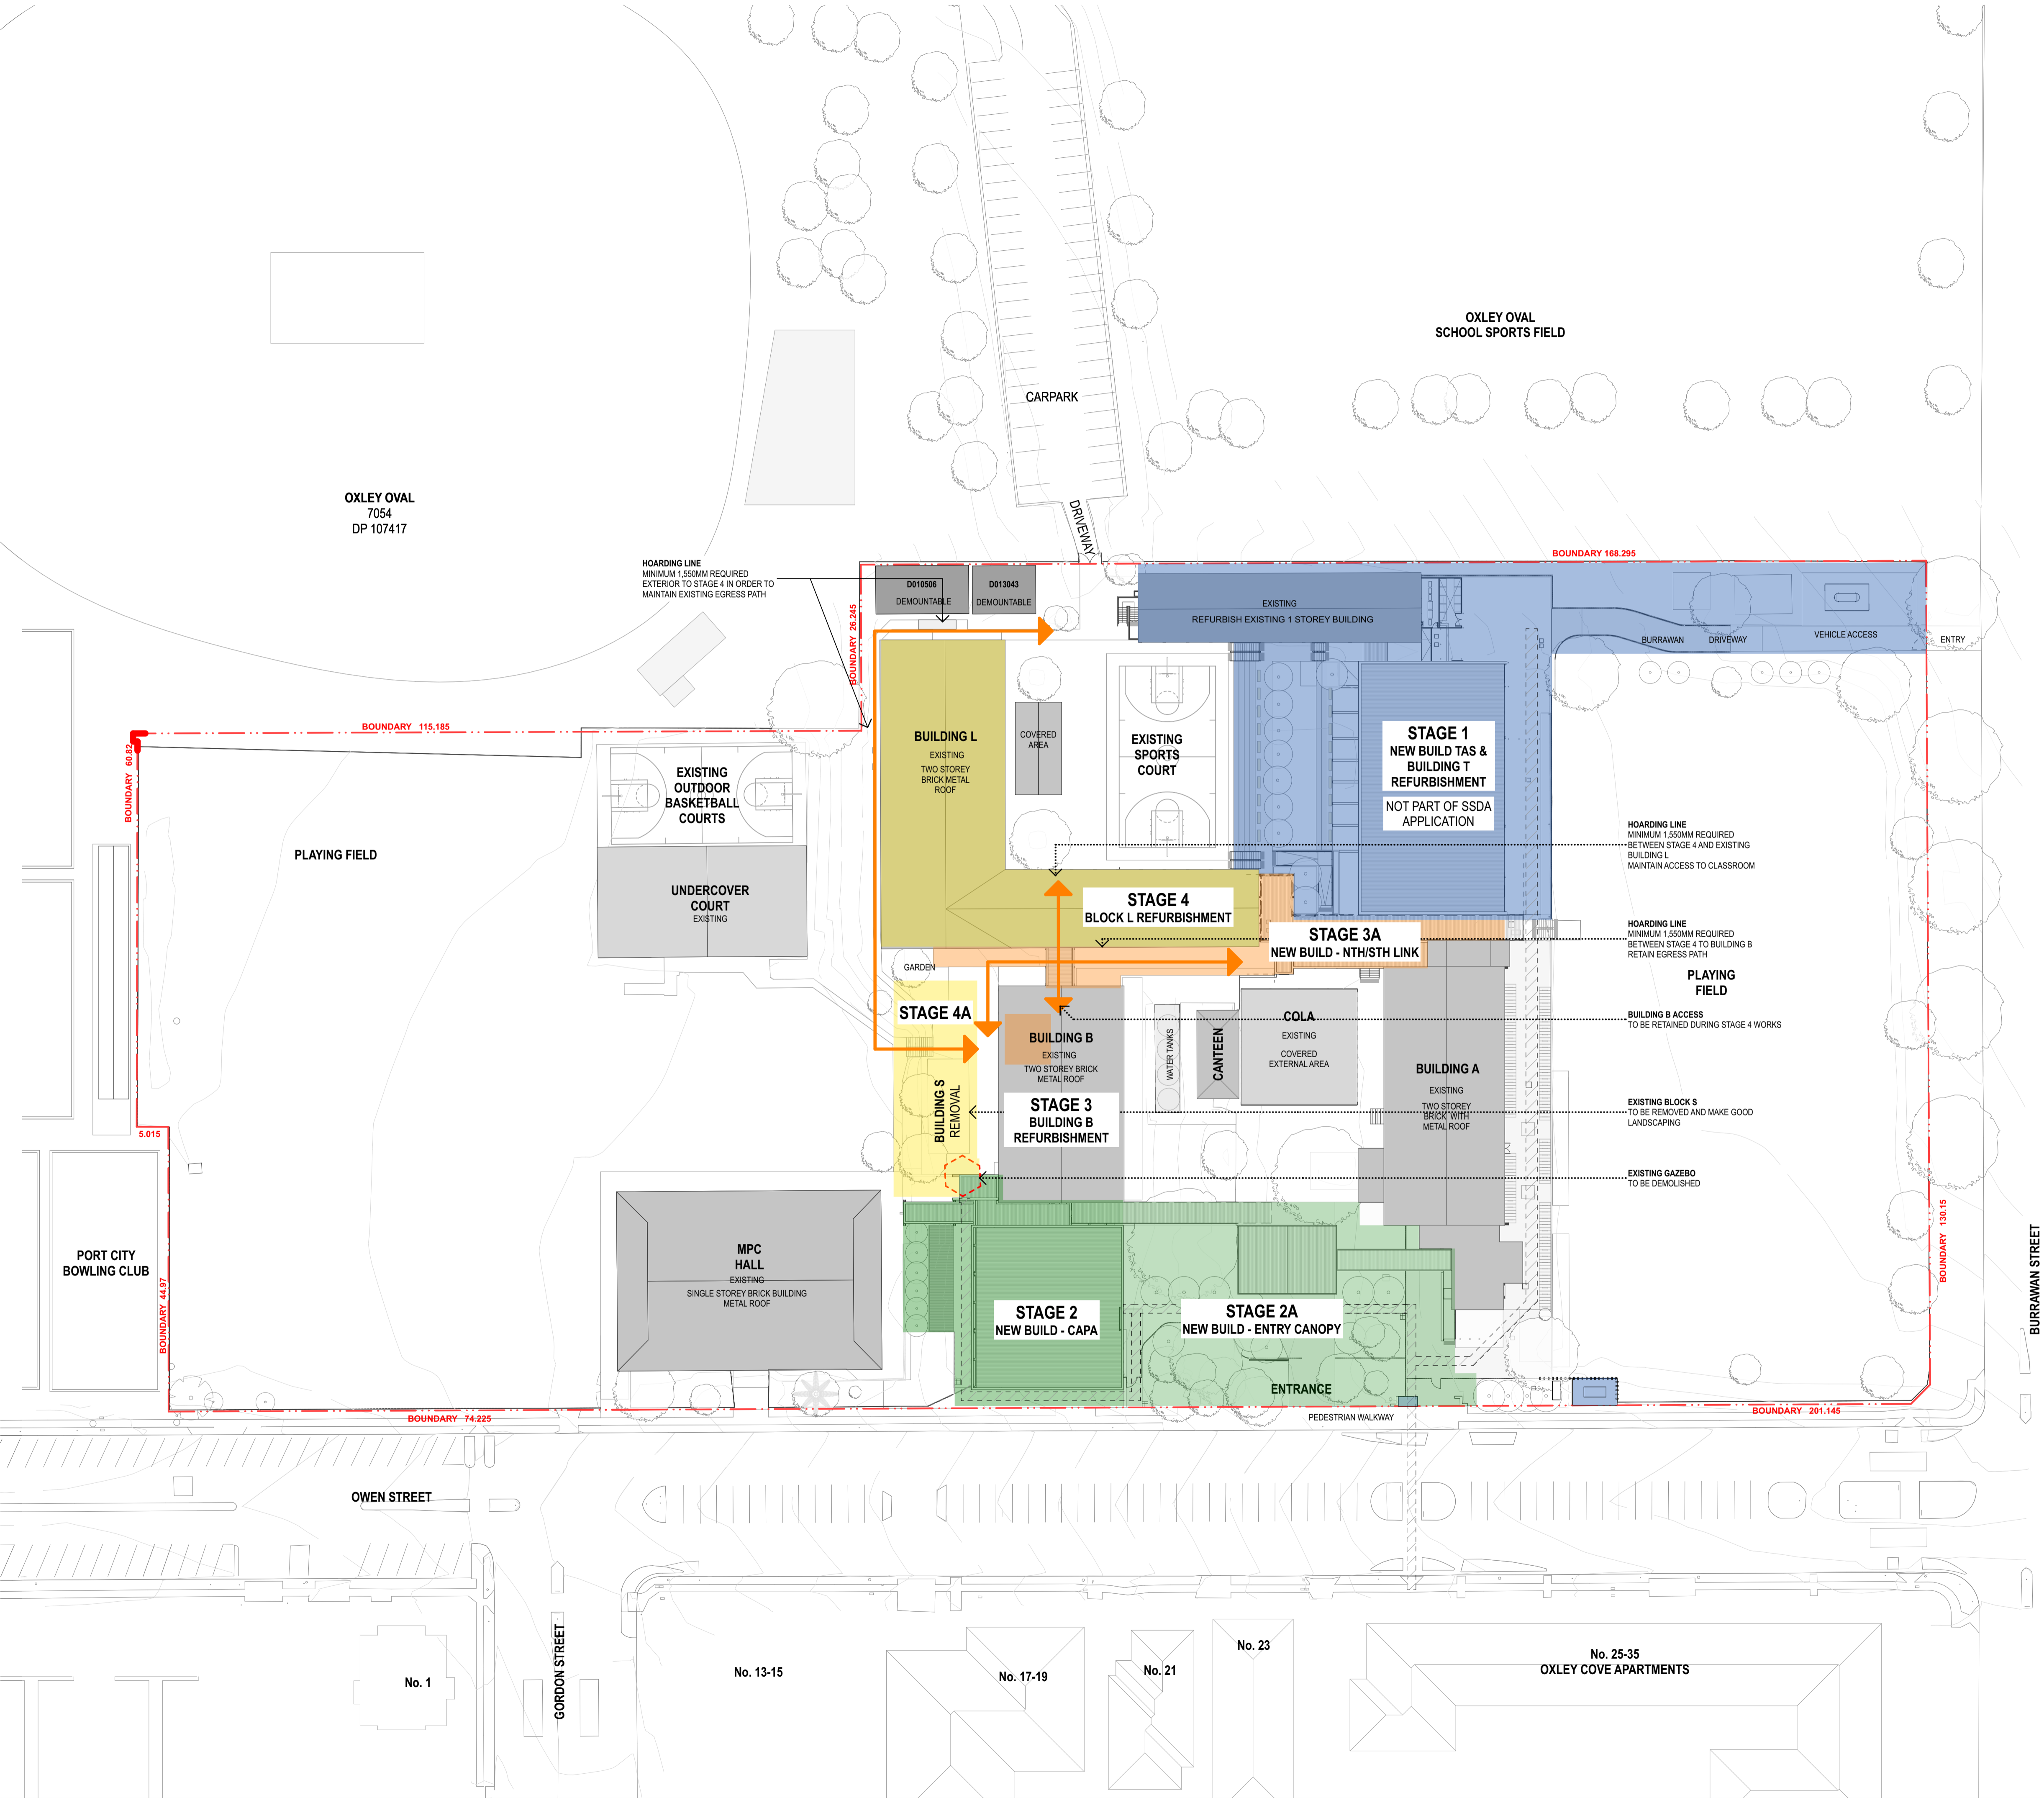 OXLEY OVAL
SCHOOL SPORTS FIELD
CARPARK
DRIVEWAY
OXLEY OVAL
7054
DP 107417
HOARDING LINE
MINIMUM 1,550MM REQUIRED
EXTERIOR TO STAGE 4 IN ORDER TO
MAINTAIN EXISTING EGRESS PATH
BOUNDARY 168.295
D010506
DEMOUNTABLE
D013043
DEMOUNTABLE
EXISTING
REFURBISH EXISTING 1 STOREY BUILDING
BURRAWAN
DRIVEWAY
VEHICLE ACCESS
ENTRY
BOUNDARY 26.245
BOUNDARY 115.185
BOUNDARY 60.82
BUILDING L
EXISTING
TWO STOREY
BRICK METAL
ROOF
COVERED
AREA
EXISTING
SPORTS
COURT
STAGE 1
NEW BUILD TAS &
BUILDING T
REFURBISHMENT
NOT PART OF SSDA
APPLICATION
EXISTING
OUTDOOR
BASKETBALL
COURTS
PLAYING FIELD
UNDERCOVER
COURT
EXISTING
HOARDING LINE
MINIMUM 1,550MM REQUIRED
BETWEEN STAGE 4 AND EXISTING
BUILDING L
MAINTAIN ACCESS TO CLASSROOM
STAGE 4
BLOCK L REFURBISHMENT
STAGE 3A
NEW BUILD - NTH/STH LINK
HOARDING LINE
MINIMUM 1,550MM REQUIRED
BETWEEN STAGE 4 TO BUILDING B
RETAIN EGRESS PATH
PLAYING
FIELD
GARDEN
STAGE 4A
BUILDING B
EXISTING
TWO STOREY BRICK
METAL ROOF
WATER TANKS
CANTEEN
COLA
EXISTING
COVERED
EXTERNAL AREA
BUILDING B ACCESS
TO BE RETAINED DURING STAGE 4 WORKS
BUILDING A
EXISTING
TWO STOREY
BRICK WITH
METAL ROOF
BUILDING S
REMOVAL
STAGE 3
BUILDING B
REFURBISHMENT
EXISTING BLOCK S
TO BE REMOVED AND MAKE GOOD
LANDSCAPING
5.015
EXISTING GAZEBO
TO BE DEMOLISHED
PORT CITY
BOWLING CLUB
BOUNDARY 44.97
MPC
HALL
EXISTING
SINGLE STOREY BRICK BUILDING
METAL ROOF
STAGE 2
NEW BUILD - CAPA
STAGE 2A
NEW BUILD - ENTRY CANOPY
ENTRANCE
BOUNDARY 130.15
BURRAWAN STREET
BOUNDARY 74.225
PEDESTRIAN WALKWAY
BOUNDARY 201.145
OWEN STREET
GORDON STREET
No. 1
No. 13-15
No. 17-19
No. 21
No. 23
No. 25-35
OXLEY COVE APARTMENTS